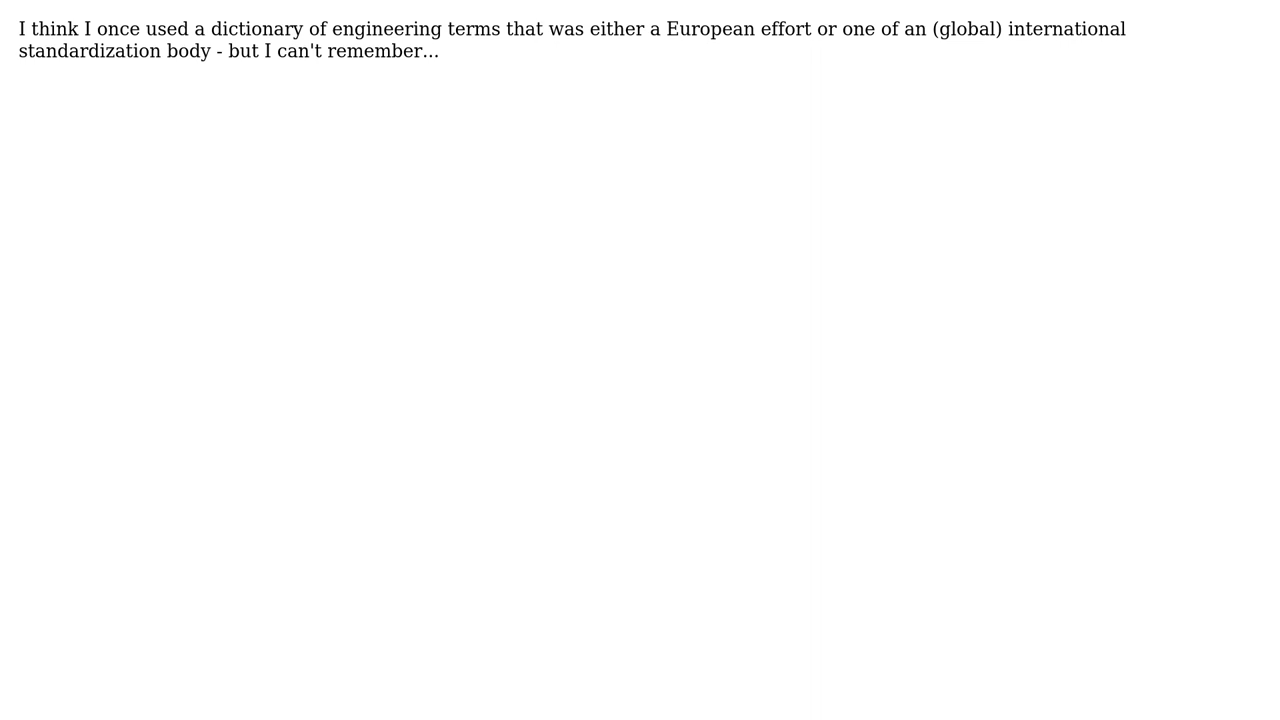 I think I once used a dictionary of engineering terms that was either a European effort or one of an (global) international
standardization body - but I can't remember...